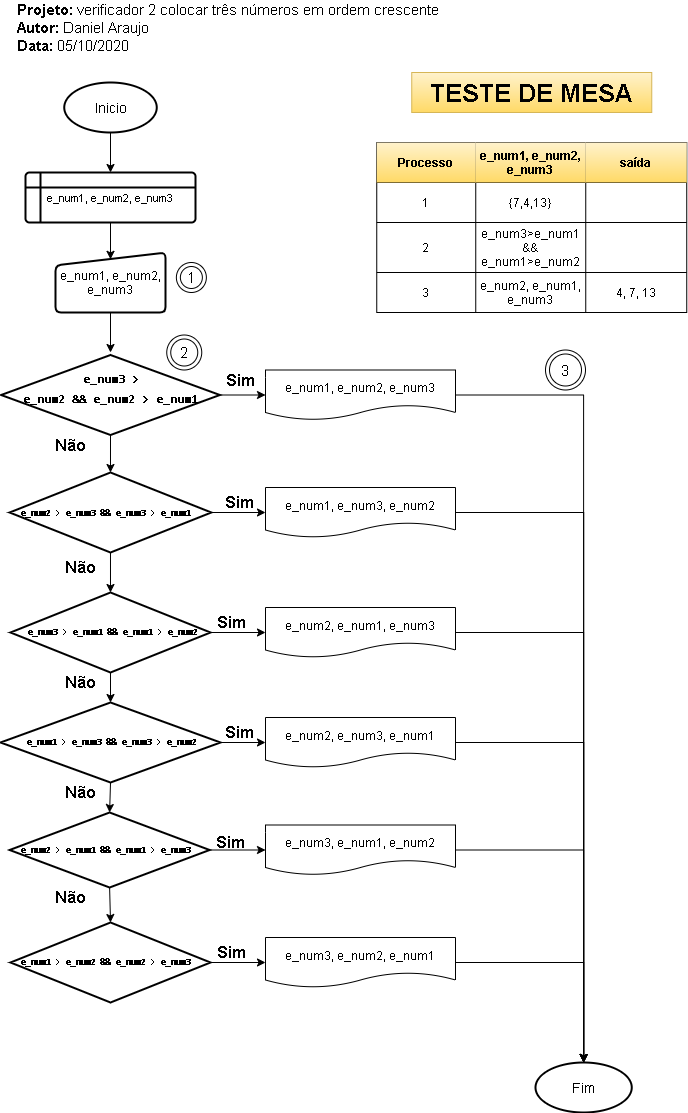 Projeto: verificador 2 colocar três números em ordem crescente
Autor: Daniel Araujo
Data: 05/10/2020
Inicio
e_num1, e_num2, e_num3
e_num1, e_num2,
e_num3
1
2
e_num3 >
e_num2 && e_num2 > e_num1
Sim
e_num1, e_num2, e_num3
3
Não
e_num2 > e_num3 && e_num3 > e_num1
Sim
e_num1, e_num3, e_num2
Não
e_num3 > e_num1 && e_num1 > e_num2
Sim
e_num2, e_num1, e_num3
Não
e_num1 > e_num3 && e_num3 > e_num2
Sim
e_num2, e_num3, e_num1
Não
e_num2 > e_num1 && e_num1 > e_num3
Sim
e_num3, e_num1, e_num2
Não
e_num1 > e_num2 && e_num2 > e_num3
Sim
e_num3, e_num2, e_num1
Fim
TESTE DE MESA
Processo
e_num1, e_num2,
e_num3
saída
1
{7,4,13}
2
e_num3>e_num1
&&
e_num1>e_num2
3
e_num2, e_num1,
e_num3
4, 7, 13